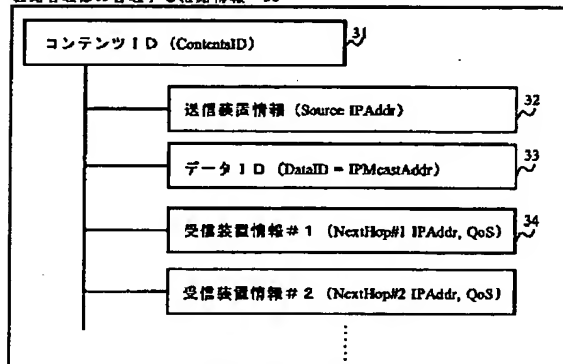 コンテンツID (ContentsID)
31
送信装置情報 (Source IPAddr)
32
データID (DataID = IPMcastAddr)
33
受信装置情報#1 (NextHop#1 IPAddr, QoS)
34
受信装置情報#2 (NextHop#2 IPAddr, QoS)